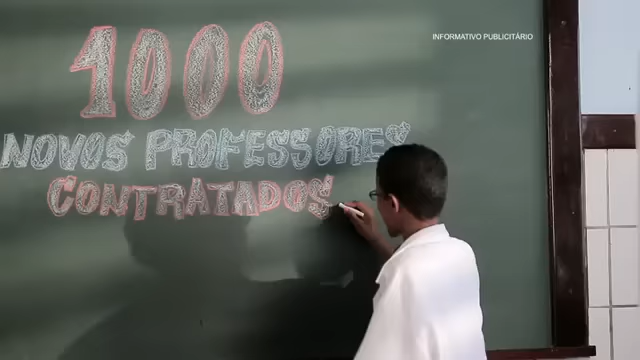 INFORMATIVO PUBLICITÁRIO
1000
NOVOS PROFESSORES
CONTRATADOS